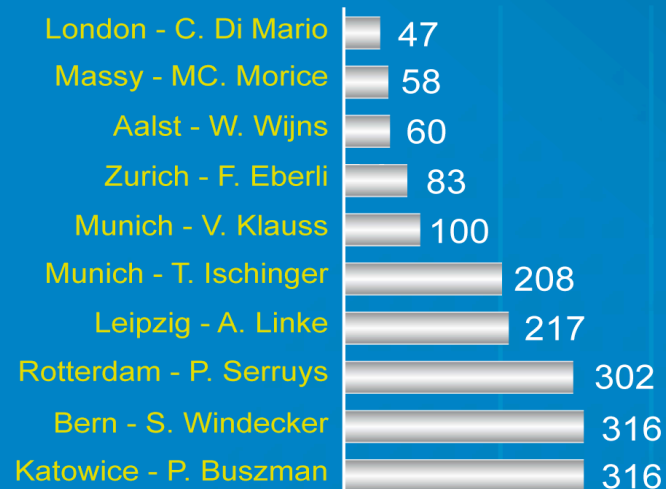 London - C. Di Mario 47
Massy - MC. Morice 58
Aalst - W. Wijns 60
Zurich - F. Eberli 83
Munich - V. Klauss 100
Munich - T. Ischinger 208
Leipzig - A. Linke 217
Rotterdam - P. Serruys 302
Bern - S. Windecker 316
Katowice - P. Buszman 316